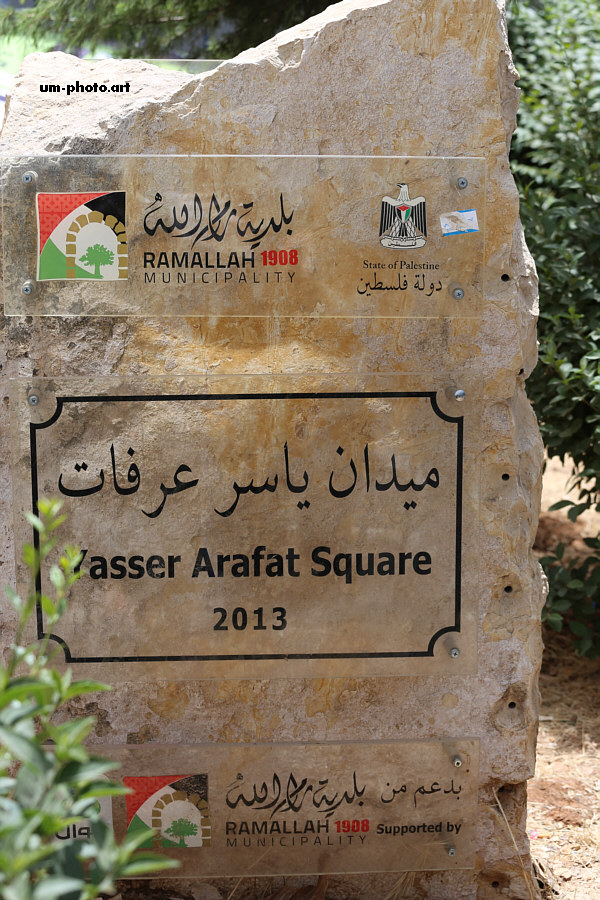 um-photo.art
بلدية رام الله
RAMALLAH 1908
MUNICIPALITY
State of Palestine
دولة فلسطين
ميدان ياسر عرفات
Yasser Arafat Square
2013
بدعم من
بلدية رام الله
RAMALLAH 1908
MUNICIPALITY
Supported by